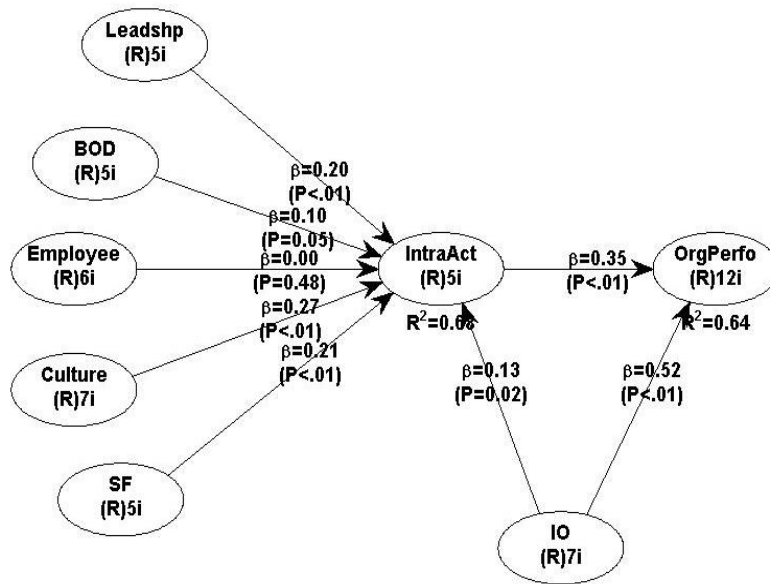 Leadshp
(R)5i
BOD
(R)5i
β=0.20
(P<.01)
β=0.10
(P=0.05)
Employee
(R)6i
β=0.00
(P=0.48)
IntraAct
(R)5i
R²=0.68
β=0.35
(P<.01)
OrgPerfo
(R)12i
R²=0.64
β=0.27
(P<.01)
Culture
(R)7i
β=0.21
(P<.01)
β=0.13
(P=0.02)
β=0.52
(P<.01)
SF
(R)5i
IO
(R)7i